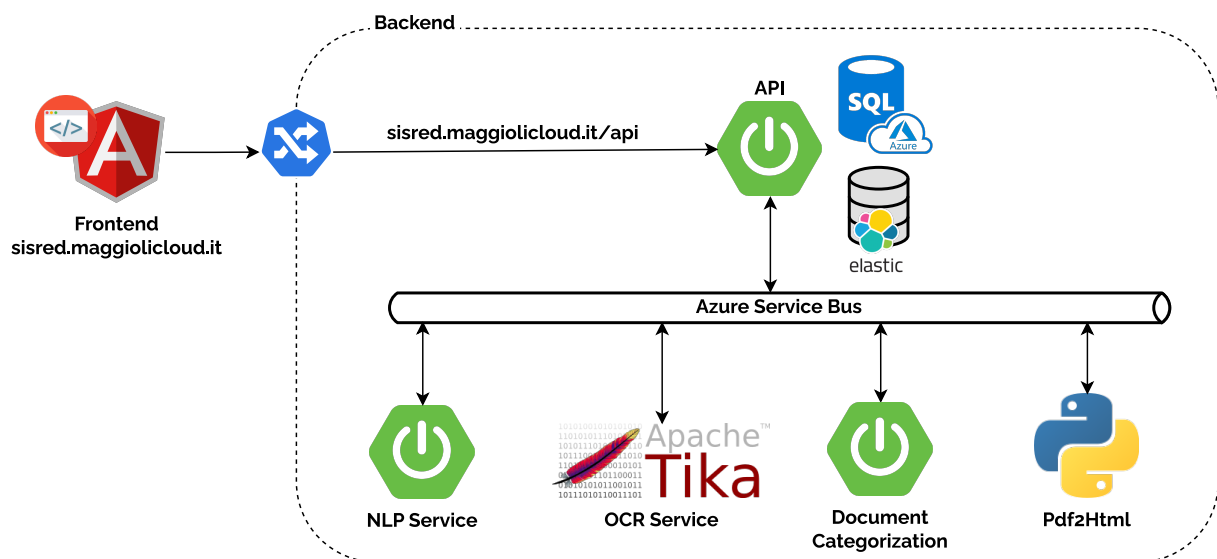 Backend
API
SQL
Azure
</>
A
sisred.maggiolicloud.it/api
Frontend
sisred.maggiolicloud.it
elastic
Azure Service Bus
Apache™
Tika
NLP Service
OCR Service
Document
Categorization
Pdf2Html